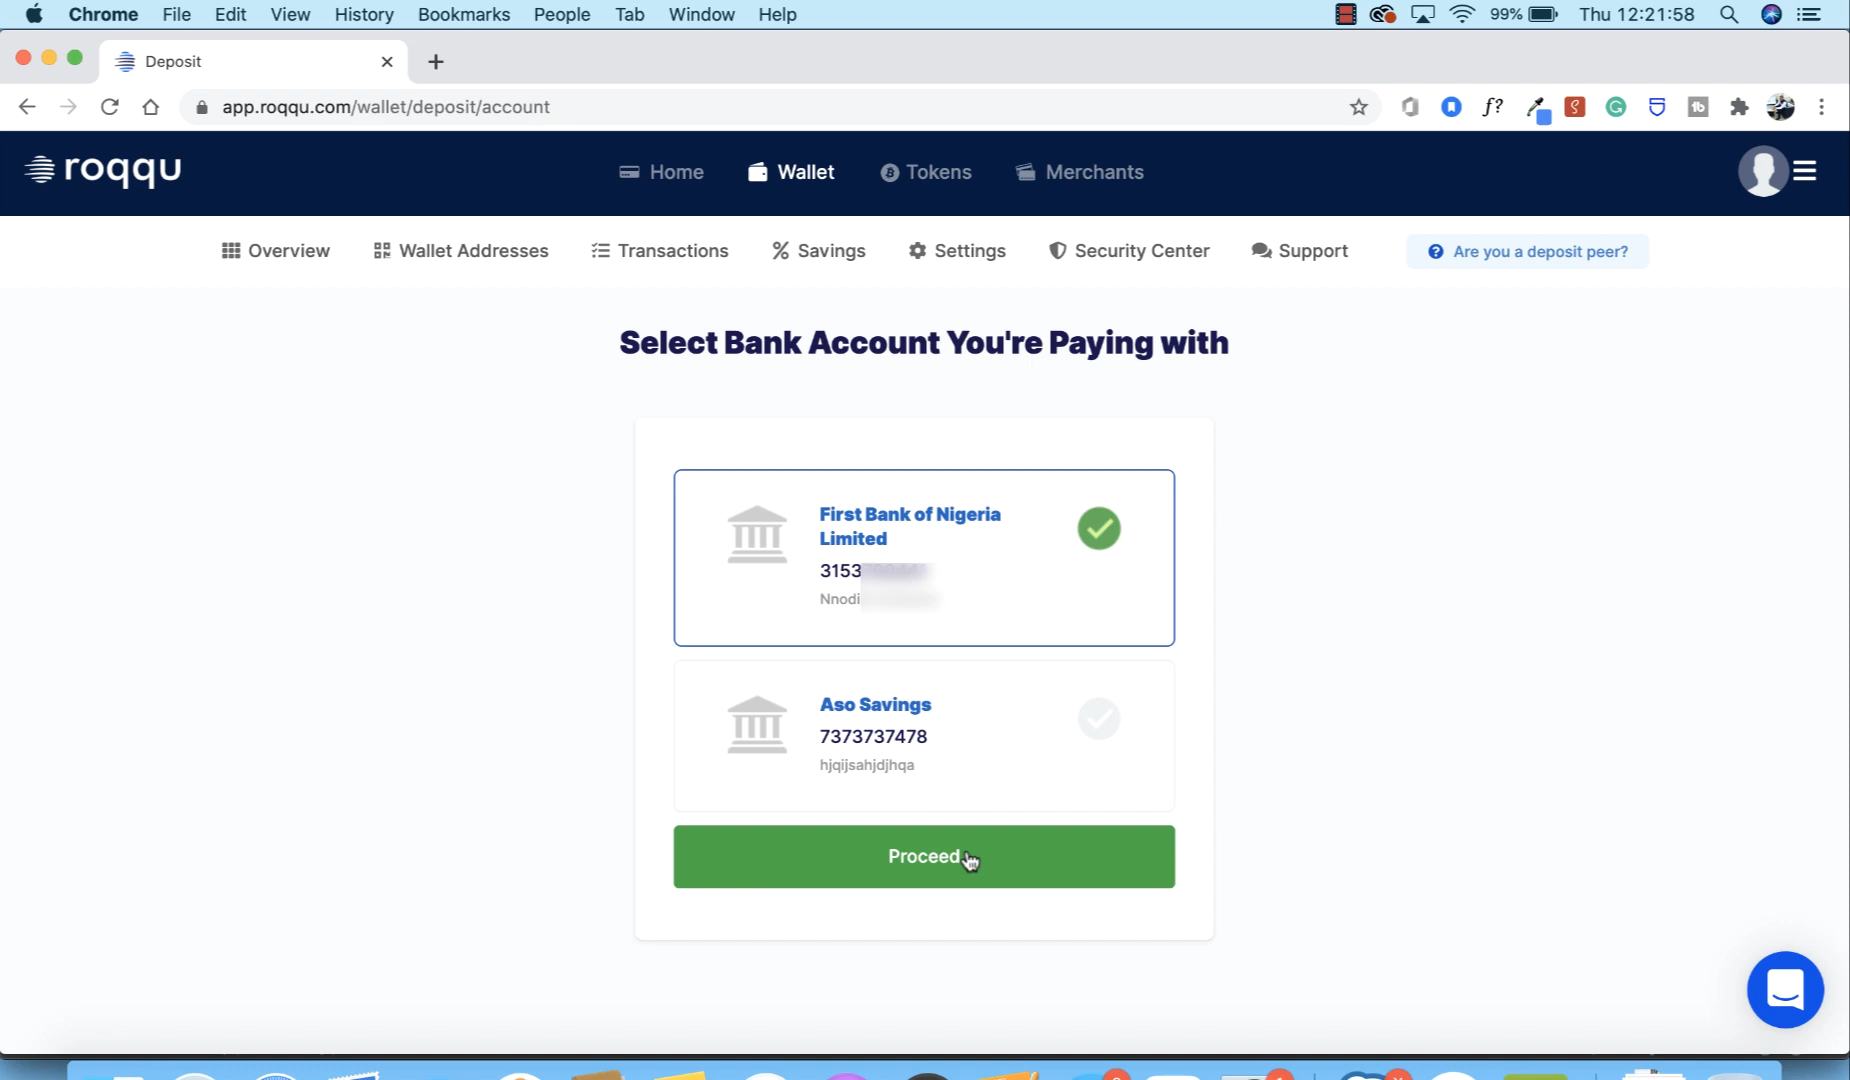 Chrome File Edit View History Bookmarks People Tab Window Help 99% Thu 12:21:58
Deposit
app.roqqu.com/wallet/deposit/account
roqqu Home Wallet Tokens Merchants
Overview Wallet Addresses Transactions Savings Settings Security Center Support Are you a deposit peer?
Select Bank Account You're Paying with
First Bank of Nigeria
Limited
3153
Nnodi
Aso Savings
7373737478
hjqijsahjdjhqa
Proceed